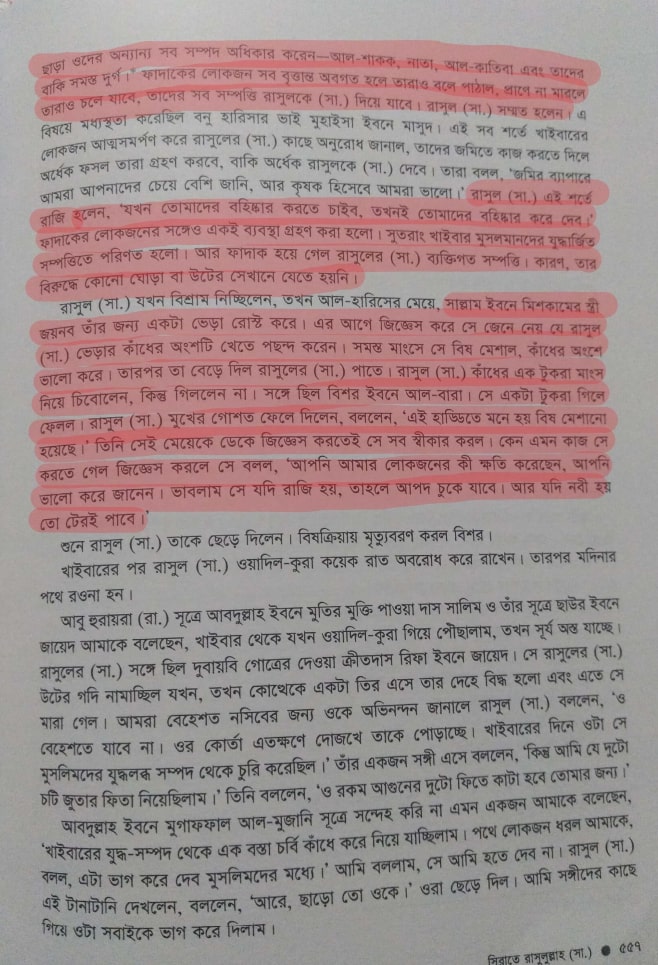 ছাড়া ওদের অন্যান্য সব সম্পদ অধিকার করেন—আল-শাকক, নাতা, আল-কাতিবা এবং তাদের
বাকি সমস্ত দুর্গ।’ ফাদাকের লোকজন সব বৃত্তান্ত অবগত হলে তারাও বলে পাঠাল, প্রাণে না মারলে
তারাও চলে যাবে, তাদের সব সম্পত্তি রাসুলকে (সা.) দিয়ে যাবে। রাসুল (সা.) সম্মত হলেন। এ
বিষয়ে মধ্যস্থতা করেছিল বনু হারিসার ভাই মুহাইসা ইবনে মাসুদ। এই সব শর্তে খাইবারের
লোকজন আত্মসমর্পণ করে রাসুলের (সা.) কাছে অনুরোধ জানাল, তাদের জমিতে কাজ করতে দিলে
অর্ধেক ফসল তারা গ্রহণ করবে, বাকি অর্ধেক রাসুলকে (সা.) দেবে। তারা বলল, ‘জমির ব্যাপারে
আমরা আপনাদের চেয়ে বেশি জানি, আর কৃষক হিসেবে আমরা ভালো।’ রাসুল (সা.) এই শর্তে
রাজি হলেন, ‘যখন তোমাদের বহিষ্কার করতে চাইব, তখনই তোমাদের বহিষ্কার করে দেব।’
ফাদাকের লোকজনের সঙ্গেও একই ব্যবস্থা গ্রহণ করা হলো। সুতরাং খাইবার মুসলমানদের যুদ্ধার্জিত
সম্পত্তিতে পরিণত হলো। আর ফাদাক হয়ে গেল রাসুলের (সা.) ব্যক্তিগত সম্পত্তি। কারণ, তার
বিরুদ্ধে কোনো ঘোড়া বা উটের সেখানে যেতে হয়নি।
রাসুল (সা.) যখন বিশ্রাম নিচ্ছিলেন, তখন আল-হারিসের মেয়ে, সাল্লাম ইবনে মিশকামের স্ত্রী
জয়নব তাঁর জন্য একটা ভেড়া রোস্ট করে। এর আগে জিজ্ঞেস করে সে জেনে নেয় যে রাসুল
(সা.) ভেড়ার কাঁধের অংশটি খেতে পছন্দ করেন। সমস্ত মাংসে সে বিষ মেশাল, কাঁধের অংশে
ভালো করে। তারপর তা বেড়ে দিল রাসুলের (সা.) পাতে। রাসুল (সা.) কাঁধের এক টুকরা মাংস
নিয়ে চিবোলেন, কিন্তু গিললেন না। সঙ্গে ছিল বিশর ইবনে আল-বারা। সে একটা টুকরা গিলে
ফেলল। রাসুল (সা.) মুখের গোশত ফেলে দিলেন, বললেন, ‘এই হাড্ডিতে মনে হয় বিষ মেশানো
হয়েছে।’ তিনি সেই মেয়েকে ডেকে জিজ্ঞেস করতেই সে সব স্বীকার করল। কেন এমন কাজ সে
করতে গেল জিজ্ঞেস করলে সে বলল, ‘আপনি আমার লোকজনের কী ক্ষতি করেছেন, আপনি
ভালো করে জানেন। ভাবলাম সে যদি রাজি হয়, তাহলে আপদ চুকে যাবে। আর যদি নবী হয়
তো টেরই পাবে।’
শুনে রাসুল (সা.) তাকে ছেড়ে দিলেন। বিষক্রিয়ায় মৃত্যুবরণ করল বিশর।
খাইবারের পর রাসুল (সা.) ওয়াদিল-কুরা কয়েক রাত অবরোধ করে রাখেন। তারপর মদিনার
পথে রওনা হন।
আবু হুরায়রা (রা.) সূত্রে আবদুল্লাহ ইবনে মুতির মুক্তি পাওয়া দাস সালিম ও তাঁর সূত্রে ছাউর ইবনে
জায়েদ আমাকে বলেছেন, খাইবার থেকে যখন ওয়াদিল-কুরা গিয়ে পৌঁছালাম, তখন সূর্য অস্ত যাচ্ছে।
রাসুলের (সা.) সঙ্গে ছিল দুবায়বি গোত্রের দেওয়া ক্রীতদাস রিফা ইবনে জায়েদ। সে রাসুলের (সা.)
উটের গদি নামাচ্ছিল যখন, তখন কোত্থেকে একটা তির এসে তার দেহে বিদ্ধ হলো এবং এতে সে
মারা গেল। আমরা বেহেশত নসিবের জন্য ওকে অভিনন্দন জানালে রাসুল (সা.) বললেন, ‘ও
বেহেশতে যাবে না। ওর কোর্তা এতক্ষণে দোজখে তাকে পোড়াচ্ছে। খাইবারের দিনে ওটা সে
মুসলিমদের যুদ্ধলব্ধ সম্পদ থেকে চুরি করেছিল।’ তাঁর একজন সঙ্গী এসে বললেন, ‘কিন্তু আমি যে দুটো
চটি জুতার ফিতা নিয়েছিলাম।’ তিনি বললেন, ‘ও রকম আগুনের দুটো ফিতে কাটা হবে তোমার জন্য।’
আবদুল্লাহ ইবনে মুগাফফাল আল-মুজানি সূত্রে সন্দেহ করি না এমন একজন আমাকে বলেছেন,
‘খাইবারের যুদ্ধ-সম্পদ থেকে এক বস্তা চর্বি কাঁধে করে নিয়ে যাচ্ছিলাম। পথে লোকজন ধরল আমাকে,
বলল, এটা ভাগ করে দেব মুসলিমদের মধ্যে।’ আমি বললাম, সে আমি হতে দেব না। রাসুল (সা.)
এই টানাটানি দেখলেন, বললেন, ‘আরে, ছাড়ো তো ওকে।’ ওরা ছেড়ে দিল। আমি সঙ্গীদের কাছে
গিয়ে ওটা সবাইকে ভাগ করে দিলাম।
সিরাতে রাসুলুল্লাহ (সা.) ● ৫৫৭